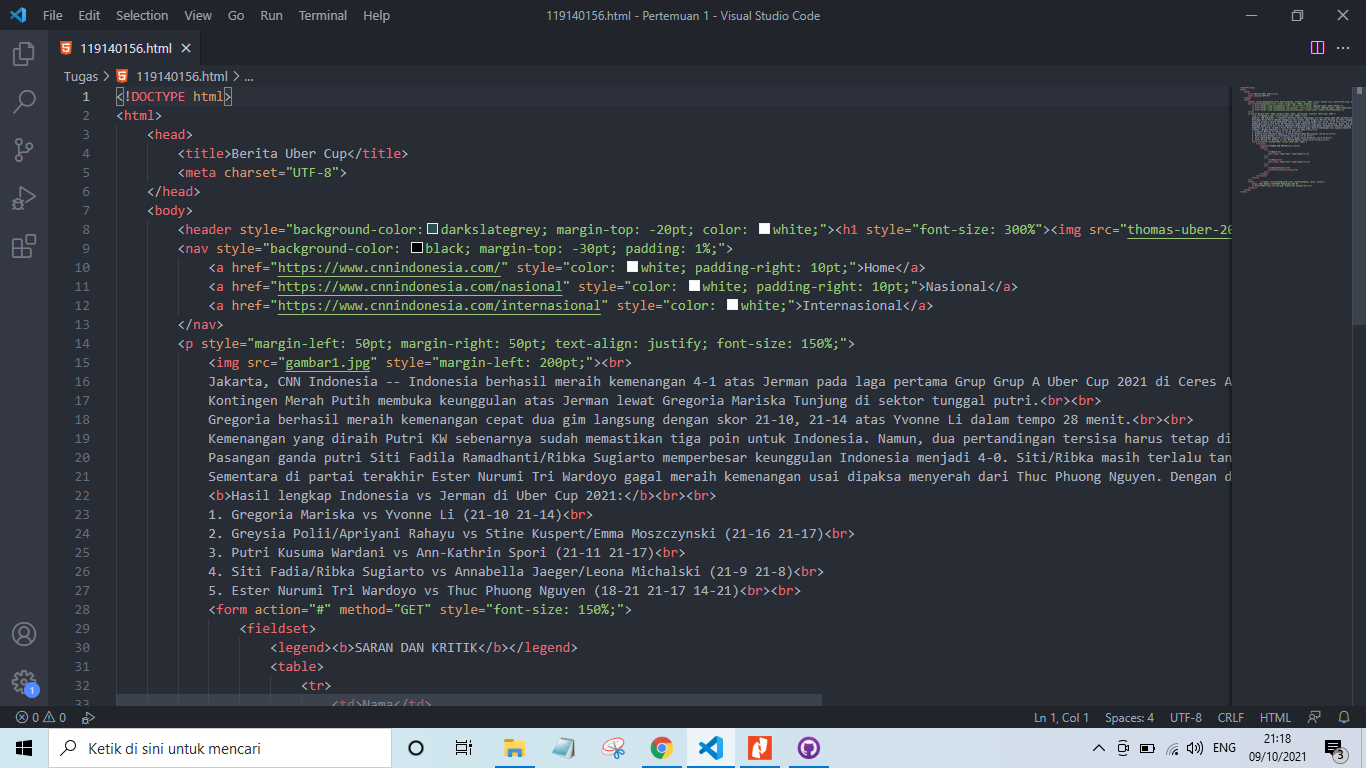 File Edit Selection View Go Run Terminal Help 119140156.html - Pertemuan 1 - Visual Studio Code
119140156.html
Tugas > 119140156.html > ...
1 <!DOCTYPE html>
2 <html>
3 <head>
4 <title>Berita Uber Cup</title>
5 <meta charset="UTF-8">
6 </head>
7 <body>
8 <header style="background-color: darkslategrey; margin-top: -20pt; color: white;"><h1 style="font-size: 300%"><img src="thomas-uber-20
9 <nav style="background-color: black; margin-top: -30pt; padding: 1%;">
10 <a href="https://www.cnnindonesia.com/" style="color: white; padding-right: 10pt;">Home</a>
11 <a href="https://www.cnnindonesia.com/nasional" style="color: white; padding-right: 10pt;">Nasional</a>
12 <a href="https://www.cnnindonesia.com/internasional" style="color: white;">Internasional</a>
13 </nav>
14 <p style="margin-left: 50pt; margin-right: 50pt; text-align: justify; font-size: 150%;">
15 <img src="gambar1.jpg" style="margin-left: 200pt;"><br>
16 Jakarta, CNN Indonesia -- Indonesia berhasil meraih kemenangan 4-1 atas Jerman pada laga pertama Grup Grup A Uber Cup 2021 di Ceres A
17 Kontingen Merah Putih membuka keunggulan atas Jerman lewat Gregoria Mariska Tunjung di sektor tunggal putri.<br><br>
18 Gregoria berhasil meraih kemenangan cepat dua gim langsung dengan skor 21-10, 21-14 atas Yvonne Li dalam tempo 28 menit.<br><br>
19 Kemenangan yang diraih Putri KW sebenarnya sudah memastikan tiga poin untuk Indonesia. Namun, dua pertandingan tersisa harus tetap di
20 Pasangan ganda putri Siti Fadila Ramadhanti/Ribka Sugiarto memperbesar keunggulan Indonesia menjadi 4-0. Siti/Ribka masih terlalu tan
21 Sementara di partai terakhir Ester Nurumi Tri Wardoyo gagal meraih kemenangan usai dipaksa menyerah dari Thuc Phuong Nguyen. Dengan d
22 <b>Hasil lengkap Indonesia vs Jerman di Uber Cup 2021:</b><br><br>
23 1. Gregoria Mariska vs Yvonne Li (21-10 21-14)<br>
24 2. Greysia Polii/Apriyani Rahayu vs Stine Kuspert/Emma Moszczynski (21-16 21-17)<br>
25 3. Putri Kusuma Wardani vs Ann-Kathrin Spori (21-11 21-17)<br>
26 4. Siti Fadia/Ribka Sugiarto vs Annabella Jaeger/Leona Michalski (21-9 21-8)<br>
27 5. Ester Nurumi Tri Wardoyo vs Thuc Phuong Nguyen (18-21 21-17 14-21)<br><br>
28 <form action="#" method="GET" style="font-size: 150%;">
29 <fieldset>
30 <legend><b>SARAN DAN KRITIK</b></legend>
31 <table>
32 <tr>
33 <td>Nama</td>
1
0 0 Ln 1, Col 1 Spaces: 4 UTF-8 CRLF HTML
Ketik di sini untuk mencari ENG 21:18
09/10/2021 3